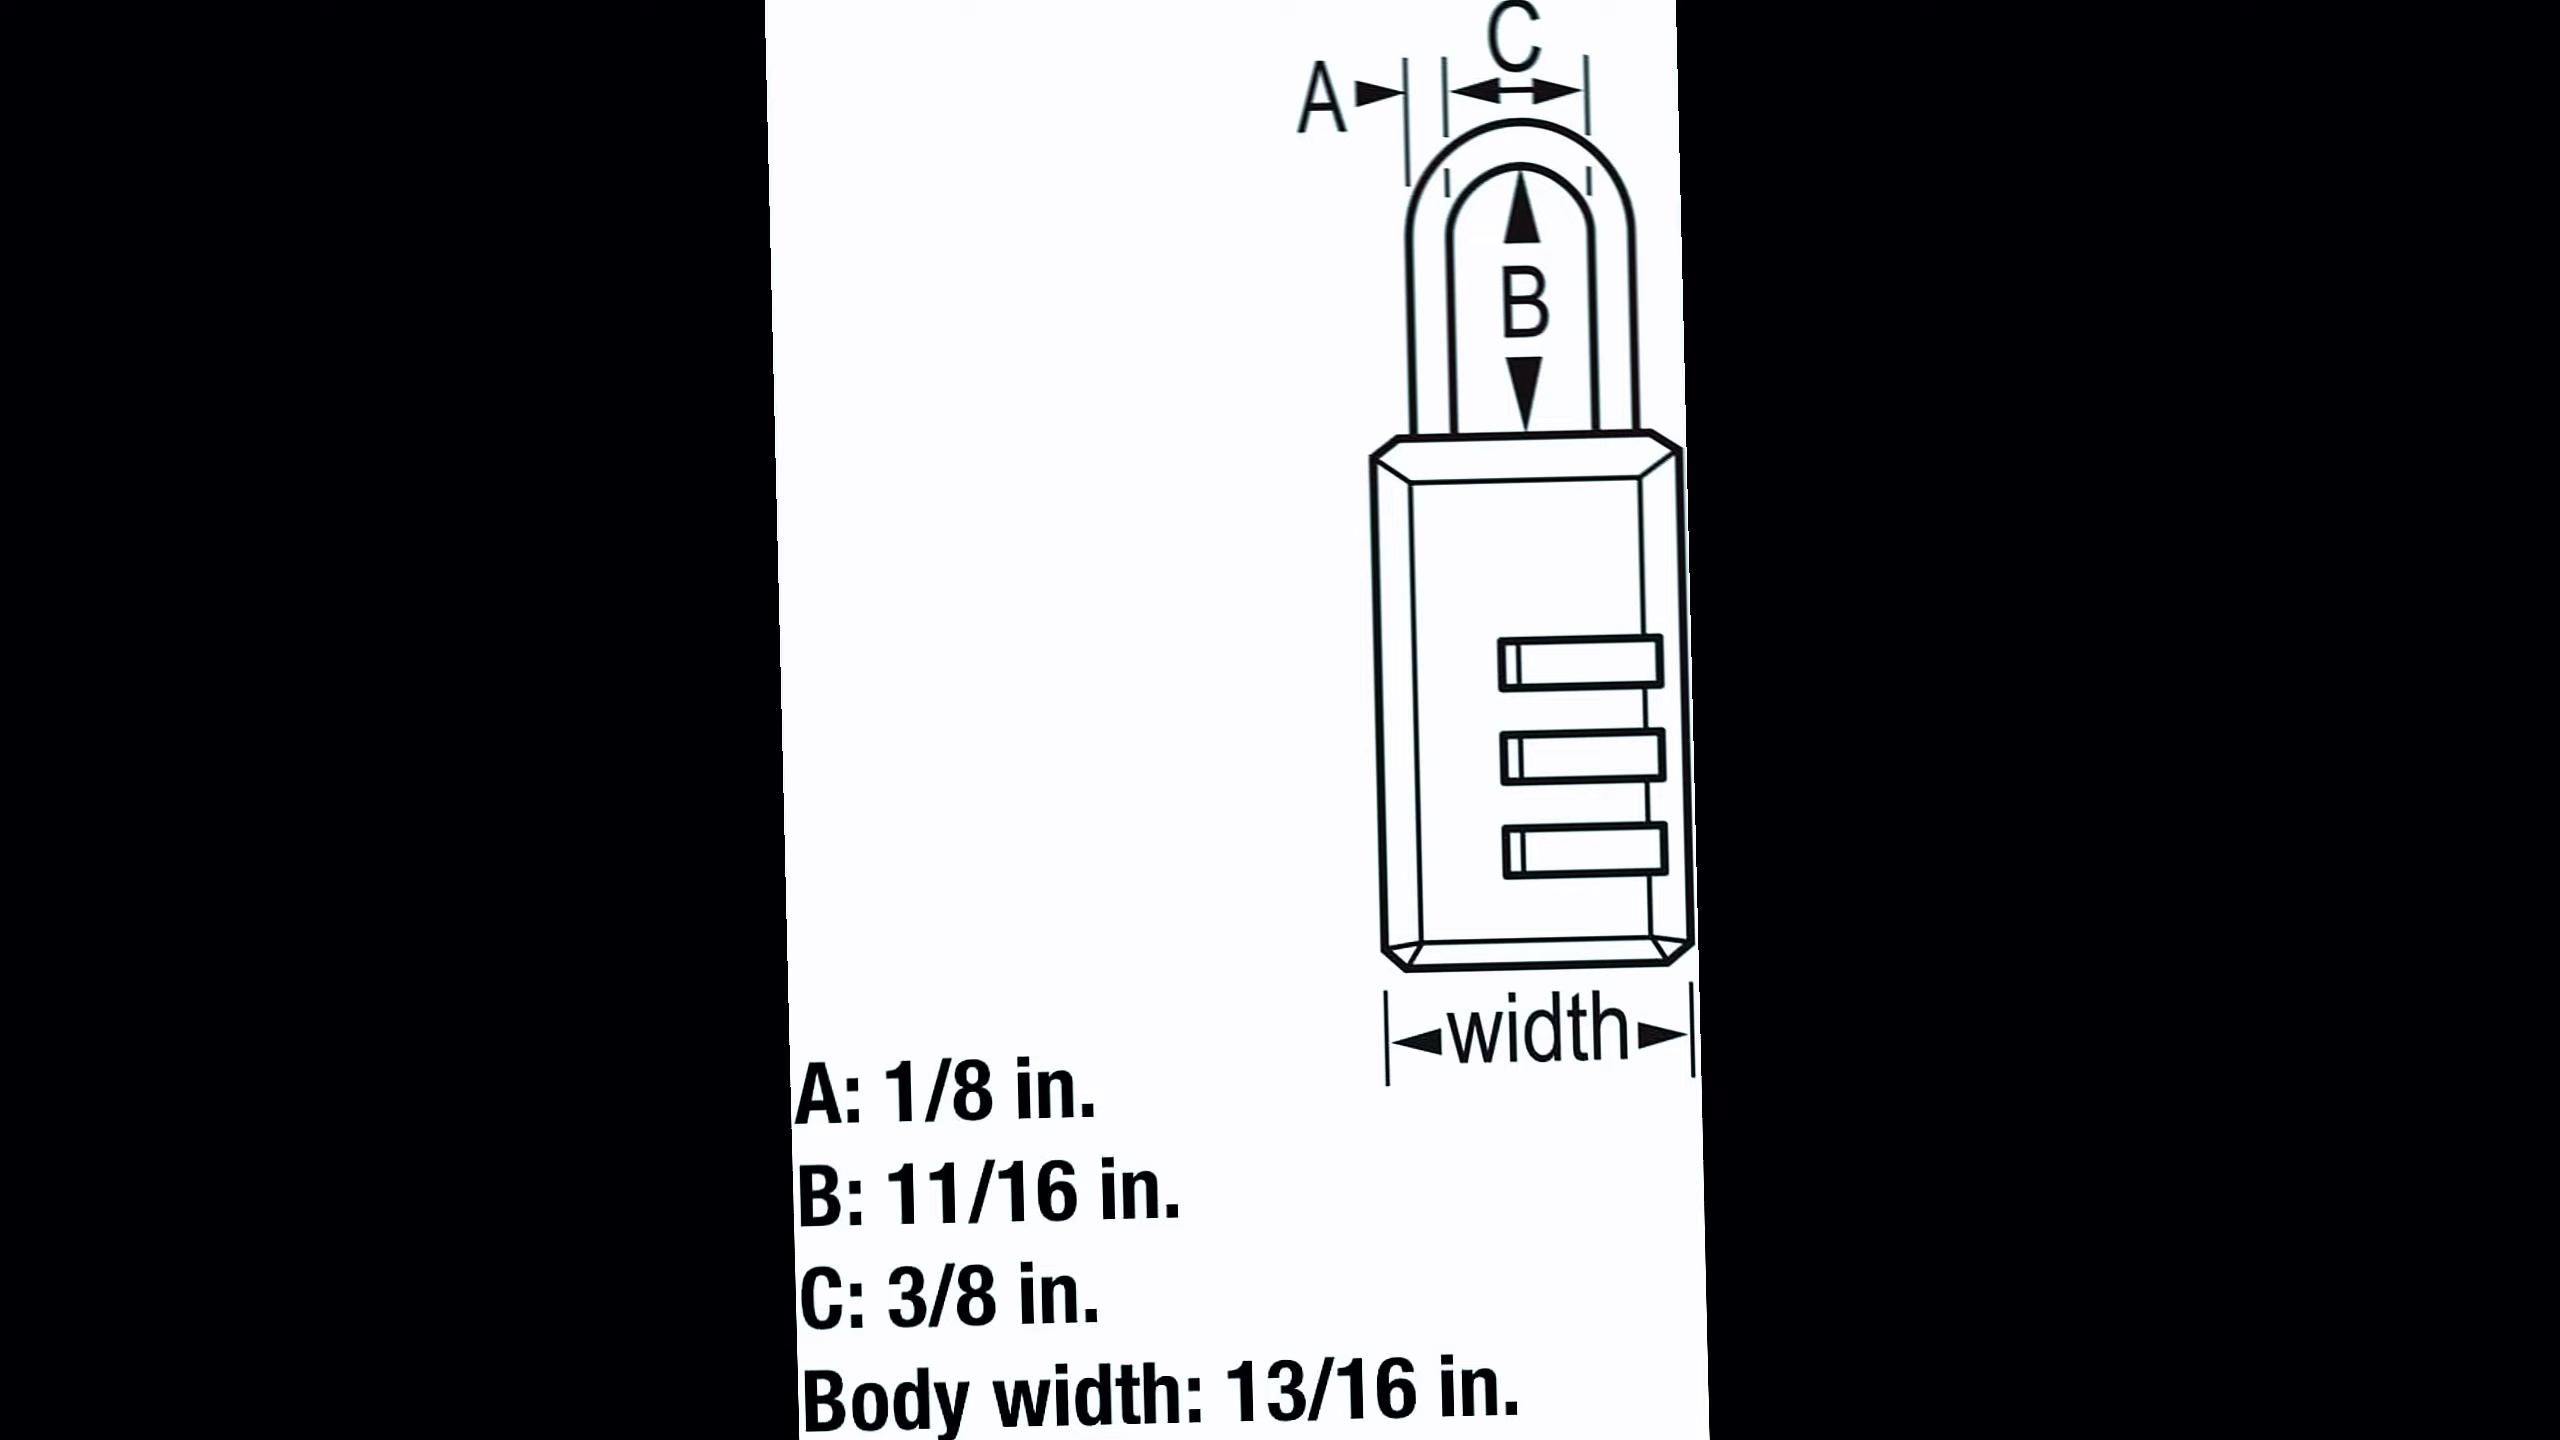 C
A
B
width
A: 1/8 in.
B: 11/16 in.
C: 3/8 in.
Body width: 13/16 in.